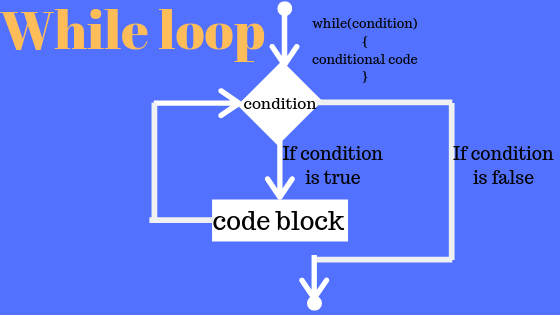 While loop
while(condition)
{
conditional code
}
condition
If condition
is true
If condition
is false
code block